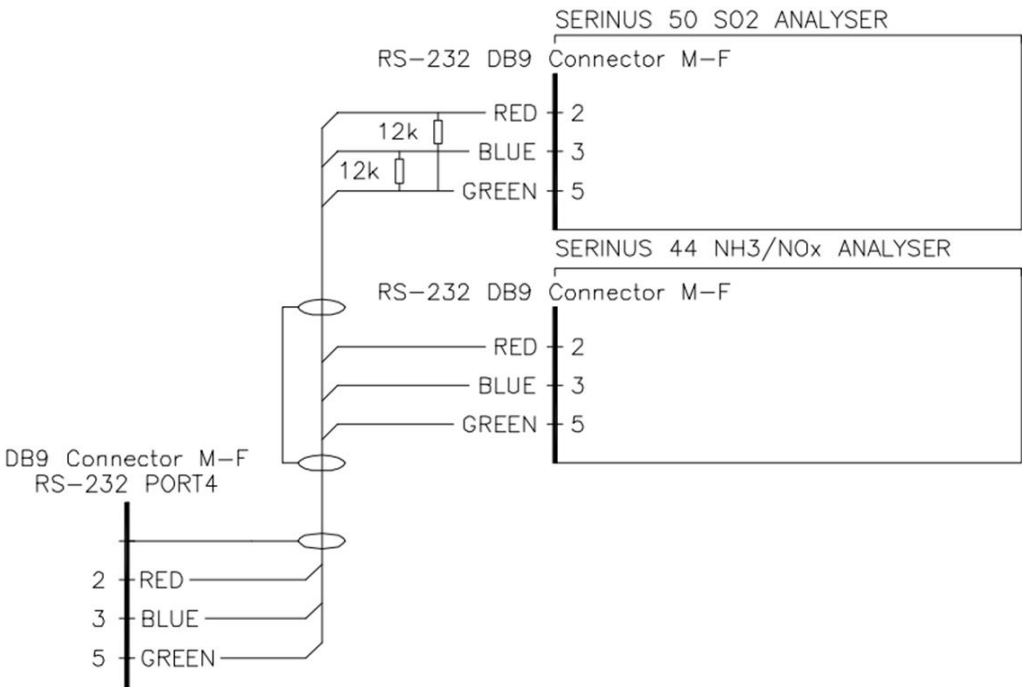 SERINUS 50 SO2 ANALYSER
RS-232 DB9 Connector M-F
RED 2
12k
BLUE 3
12k
GREEN 5
SERINUS 44 NH3/NOx ANALYSER
RS-232 DB9 Connector M-F
RED 2
BLUE 3
GREEN 5
DB9 Connector M-F
RS-232 PORT4
2 RED
3 BLUE
5 GREEN